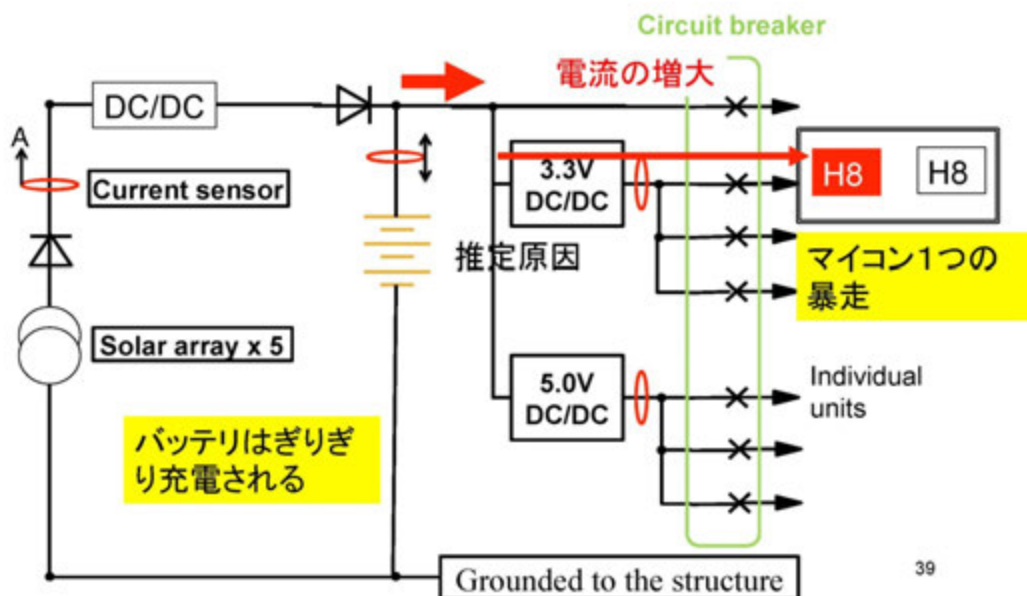 Circuit breaker
電流の増大
DC/DC
A
Current sensor
3.3V
DC/DC
H8
H8
推定原因
マイコン1つの
暴走
Solar array x 5
5.0V
DC/DC
Individual
units
バッテリはぎりぎ
り充電される
Grounded to the structure
39